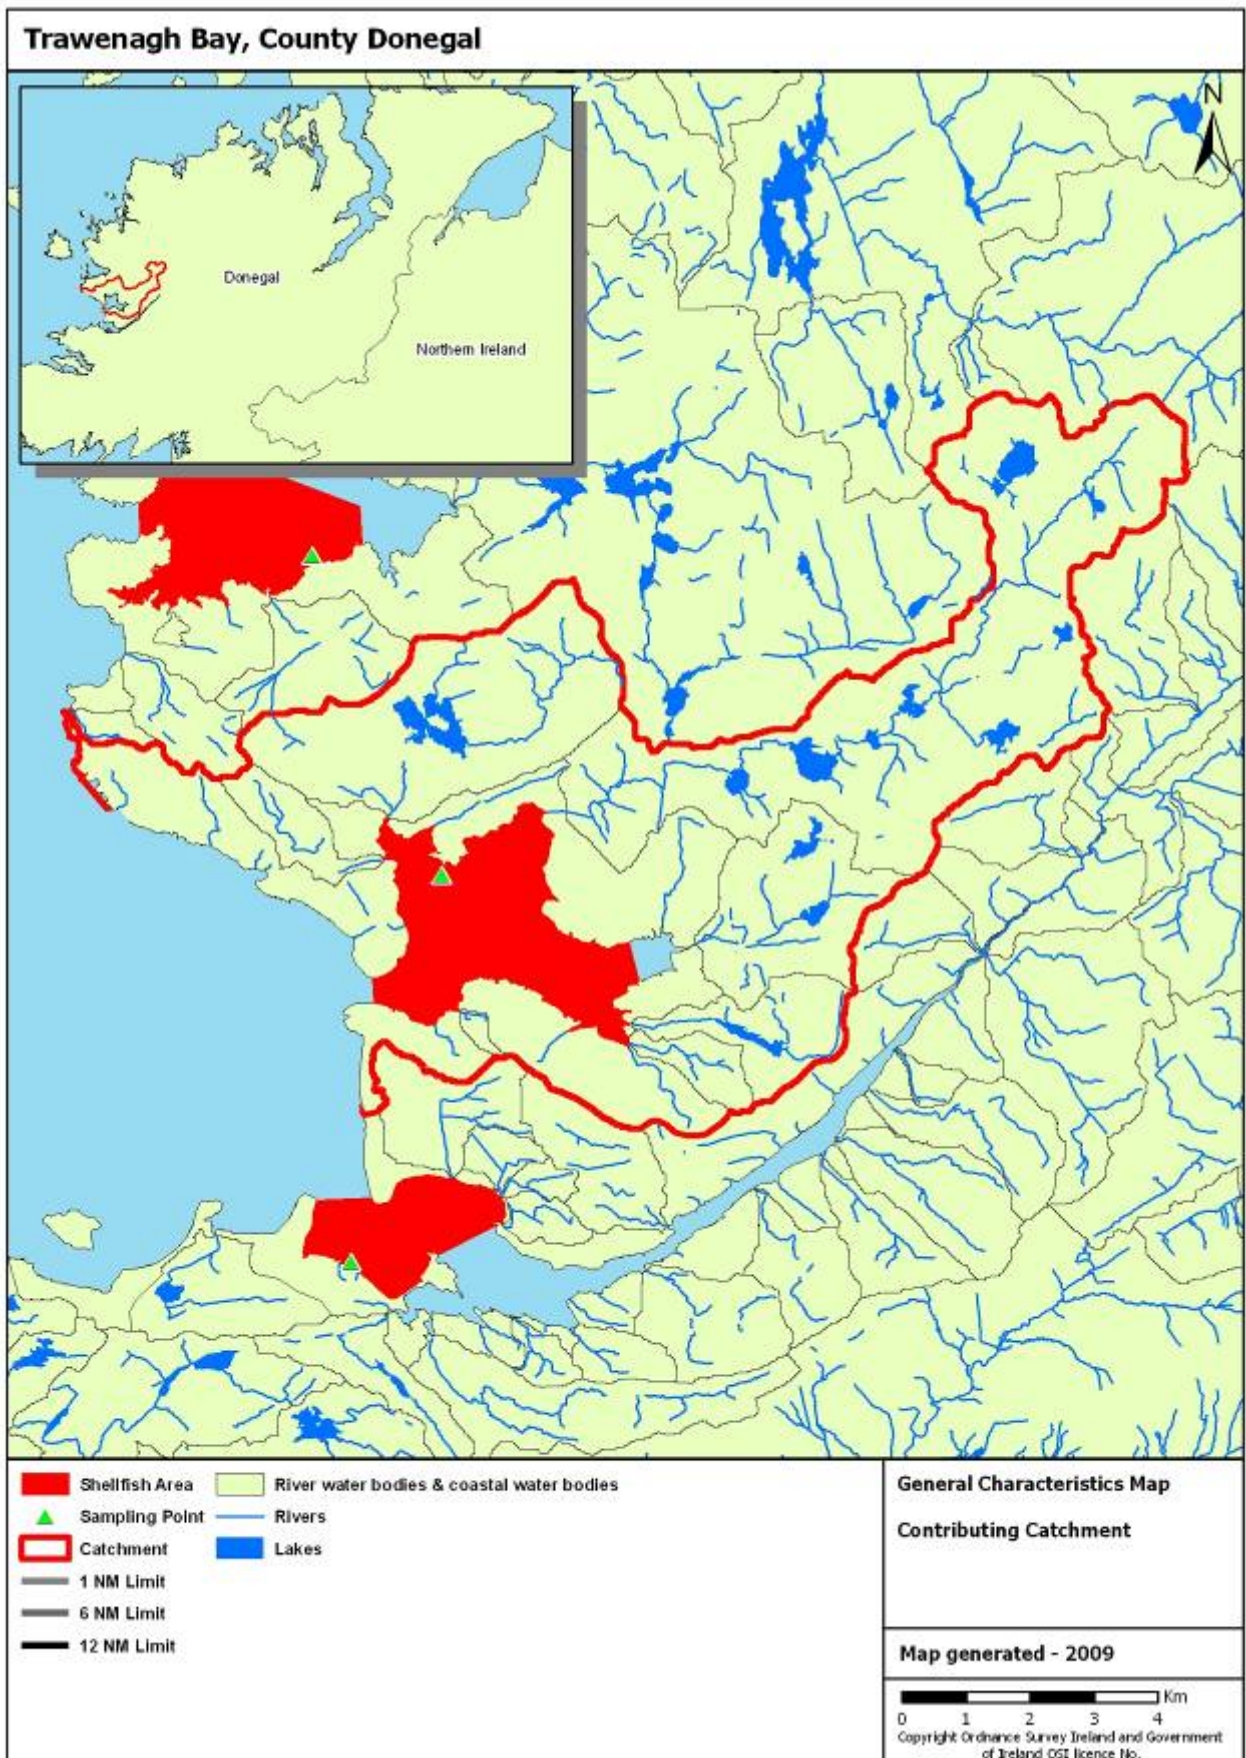 Trawenagh Bay, County Donegal
N
Donegal
Northern Ireland
Shellfish Area
River water bodies & coastal water bodies
Sampling Point
Rivers
Catchment
Lakes
1 NM Limit
6 NM Limit
12 NM Limit
General Characteristics Map
Contributing Catchment
Map generated - 2009
Km
0 1 2 3 4
Copyright Ordnance Survey Ireland and Government
of Ireland OSI licence No.